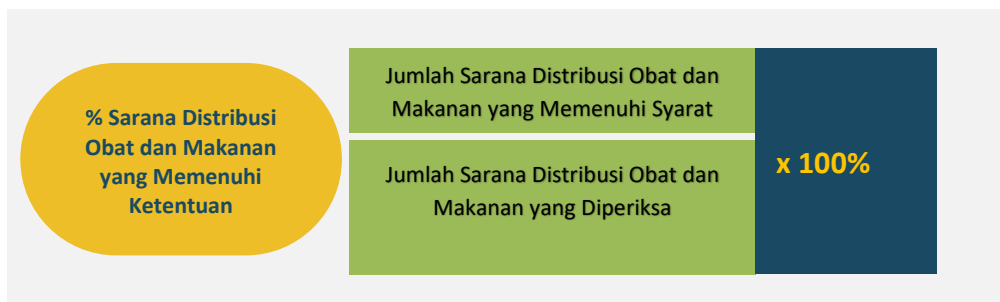 % Sarana Distribusi
Obat dan Makanan
yang Memenuhi
Ketentuan
Jumlah Sarana Distribusi Obat dan
Makanan yang Memenuhi Syarat
Jumlah Sarana Distribusi Obat dan
Makanan yang Diperiksa
x 100%